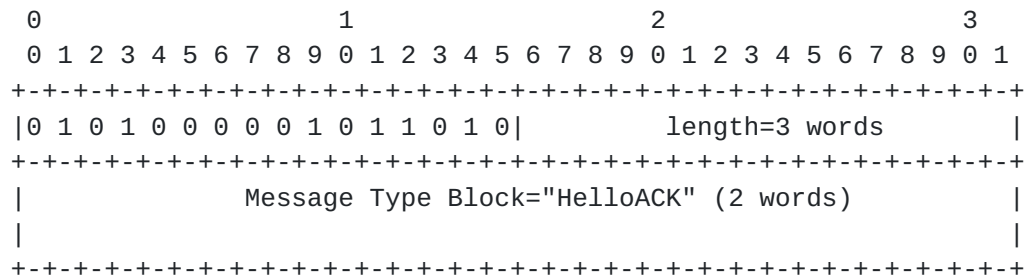 0                   1                   2                   3
 0 1 2 3 4 5 6 7 8 9 0 1 2 3 4 5 6 7 8 9 0 1 2 3 4 5 6 7 8 9 0 1
+-+-+-+-+-+-+-+-+-+-+-+-+-+-+-+-+-+-+-+-+-+-+-+-+-+-+-+-+-+-+-+-+
|0 1 0 1 0 0 0 0 0 1 0 1 1 0 1 0|         length=3 words        |
+-+-+-+-+-+-+-+-+-+-+-+-+-+-+-+-+-+-+-+-+-+-+-+-+-+-+-+-+-+-+-+-+
|              Message Type Block="HelloACK" (2 words)          |
|                                                               |
+-+-+-+-+-+-+-+-+-+-+-+-+-+-+-+-+-+-+-+-+-+-+-+-+-+-+-+-+-+-+-+-+